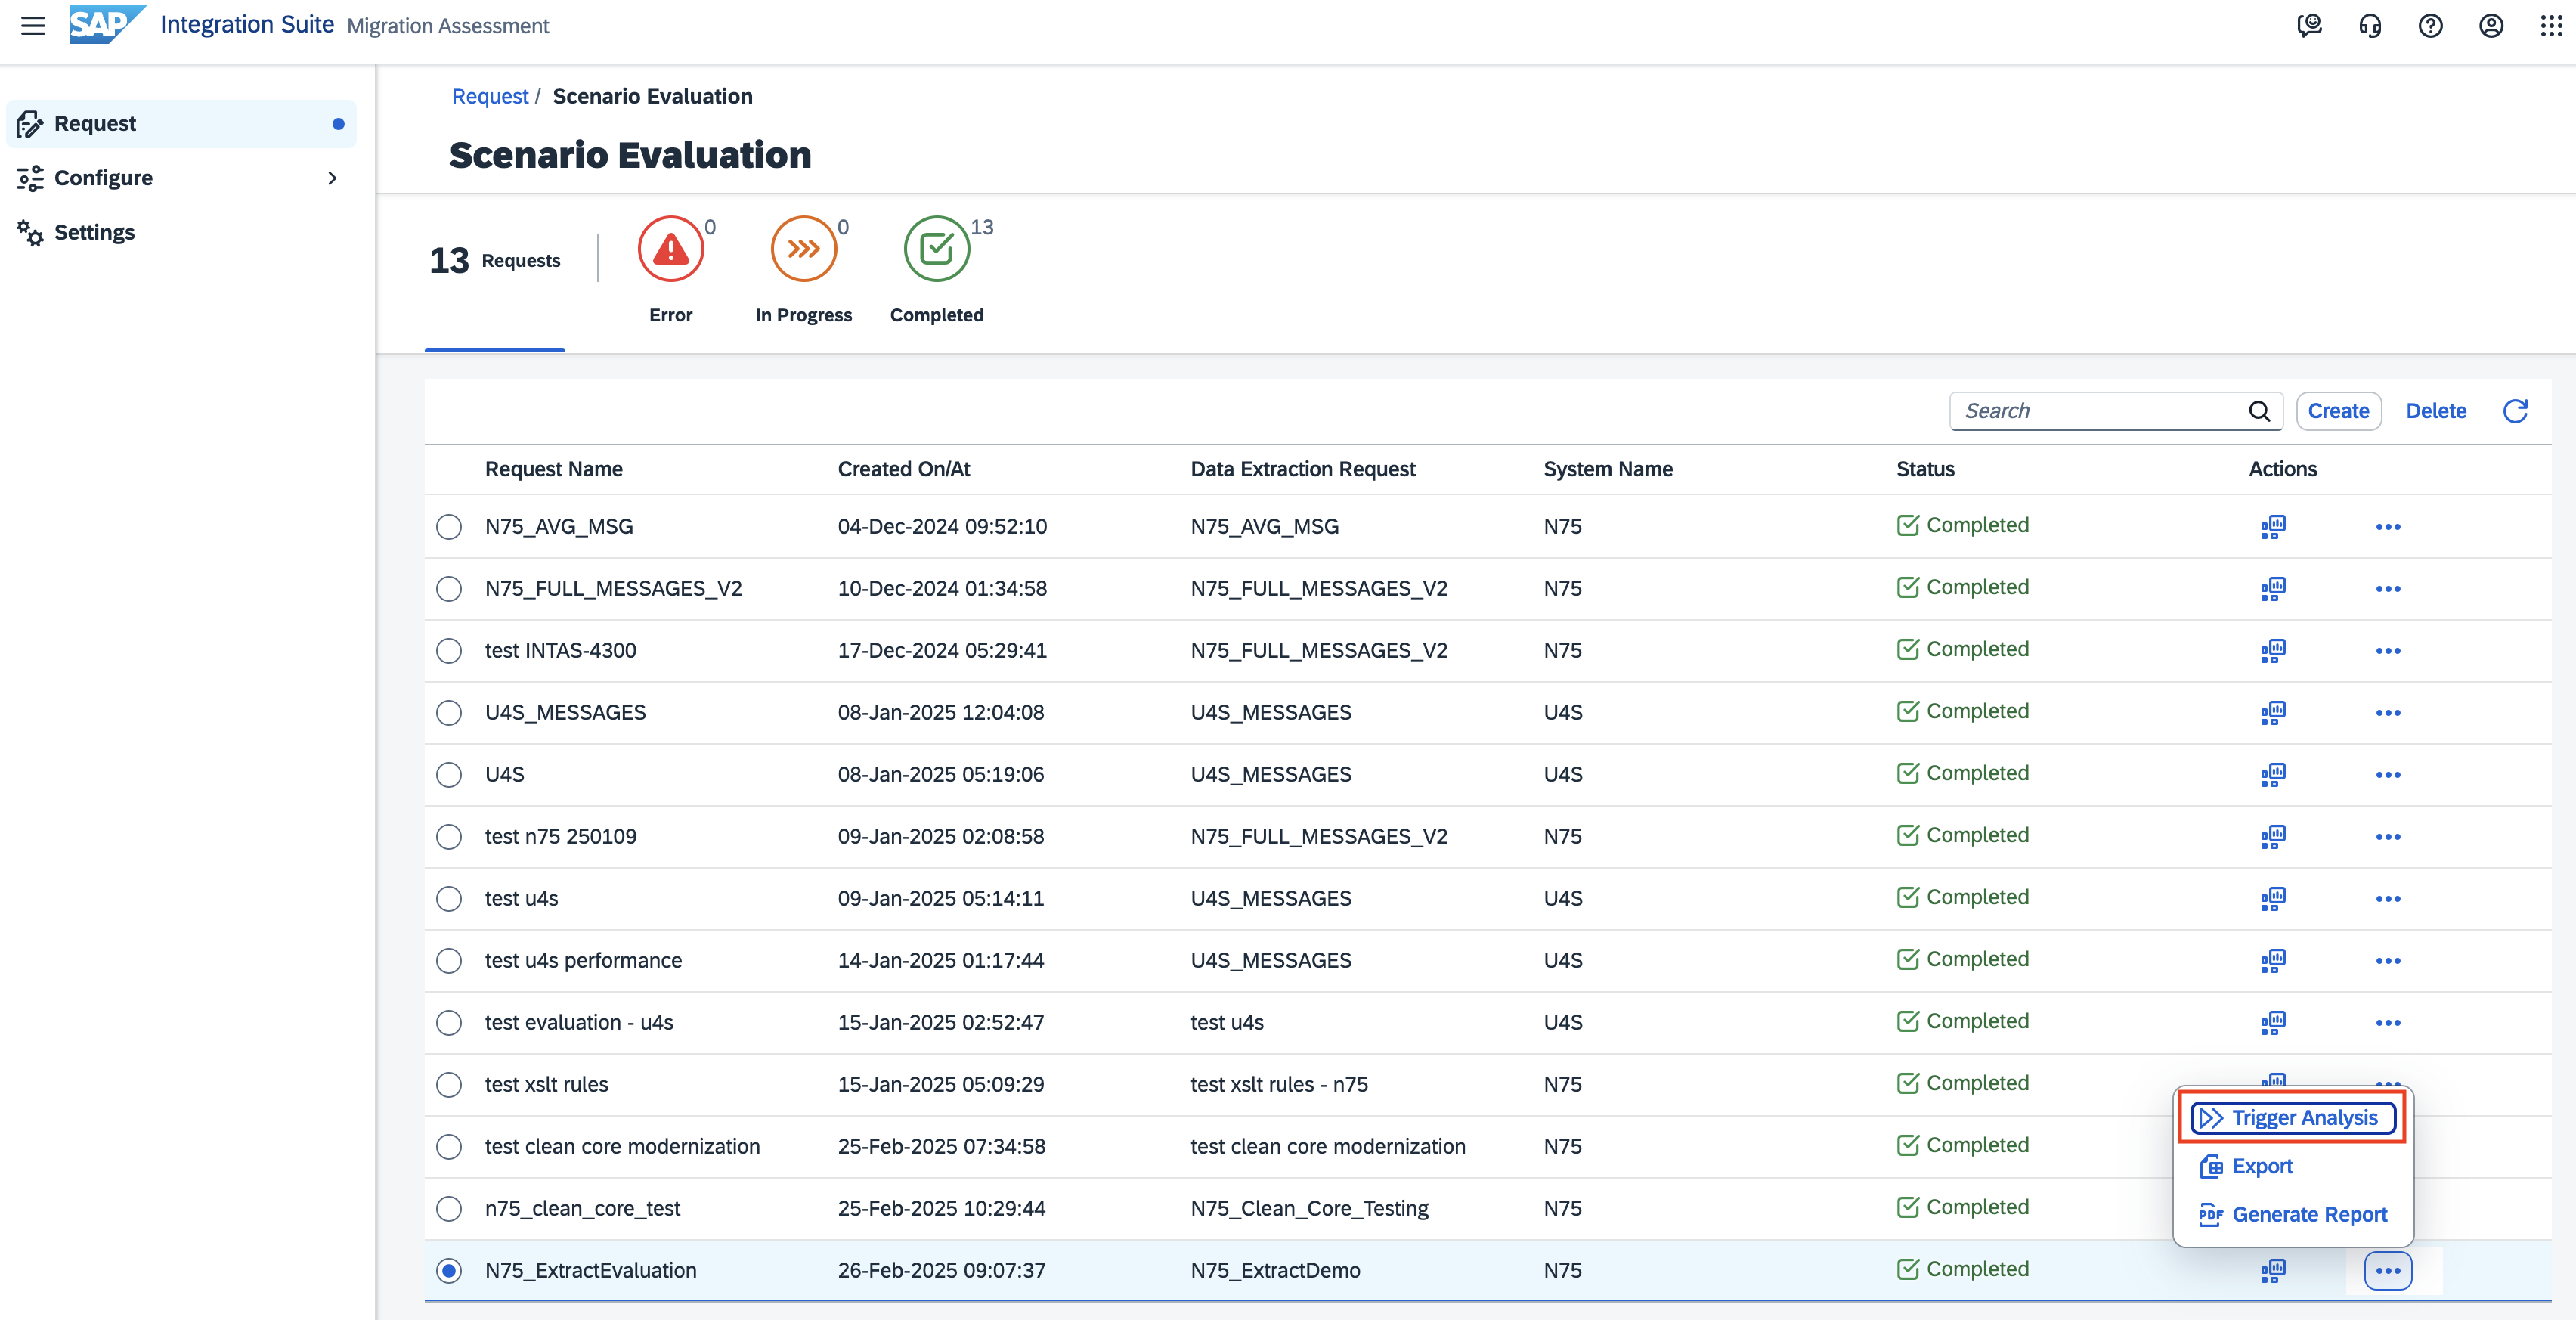 SAP Integration Suite Migration Assessment
Request
Configure
Settings
Request / Scenario Evaluation
Scenario Evaluation
13 Requests
0
Error
0
In Progress
13
Completed
Search Create Delete
Request Name Created On/At Data Extraction Request System Name Status Actions
N75_AVG_MSG 04-Dec-2024 09:52:10 N75_AVG_MSG N75 Completed
N75_FULL_MESSAGES_V2 10-Dec-2024 01:34:58 N75_FULL_MESSAGES_V2 N75 Completed
test INTAS-4300 17-Dec-2024 05:29:41 N75_FULL_MESSAGES_V2 N75 Completed
U4S_MESSAGES 08-Jan-2025 12:04:08 U4S_MESSAGES U4S Completed
U4S 08-Jan-2025 05:19:06 U4S_MESSAGES U4S Completed
test n75 250109 09-Jan-2025 02:08:58 N75_FULL_MESSAGES_V2 N75 Completed
test u4s 09-Jan-2025 05:14:11 U4S_MESSAGES U4S Completed
test u4s performance 14-Jan-2025 01:17:44 U4S_MESSAGES U4S Completed
test evaluation - u4s 15-Jan-2025 02:52:47 test u4s U4S Completed
test xslt rules 15-Jan-2025 05:09:29 test xslt rules - n75 N75 Completed
test clean core modernization 25-Feb-2025 07:34:58 test clean core modernization N75 Completed
n75_clean_core_test 25-Feb-2025 10:29:44 N75_Clean_Core_Testing N75 Completed
N75_ExtractEvaluation 26-Feb-2025 09:07:37 N75_ExtractDemo N75 Completed
Trigger Analysis
Export
PDF Generate Report